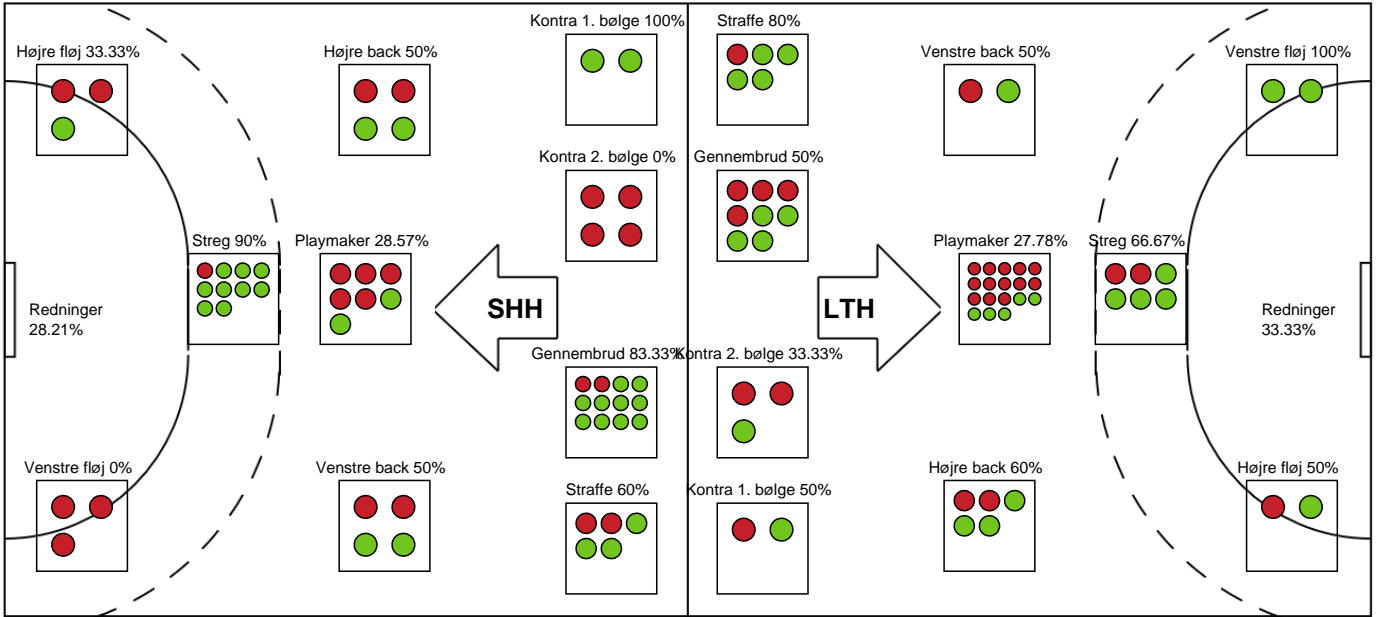 Kontra 1. bølge 100%
Straffe 80%
Højre fløj 33.33%
Højre back 50%
Venstre back 50%
Venstre fløj 100%
Kontra 2. bølge 0%
Gennembrud 50%
Streg 90%
Playmaker 28.57%
Playmaker 27.78%
Streg 66.67%
Redninger
28.21%
SHH
LTH
Redninger
33.33%
Gennembrud 83.33%
Kontra 2. bølge 33.33%
Venstre fløj 0%
Venstre back 50%
Straffe 60%
Kontra 1. bølge 50%
Højre back 60%
Højre fløj 50%